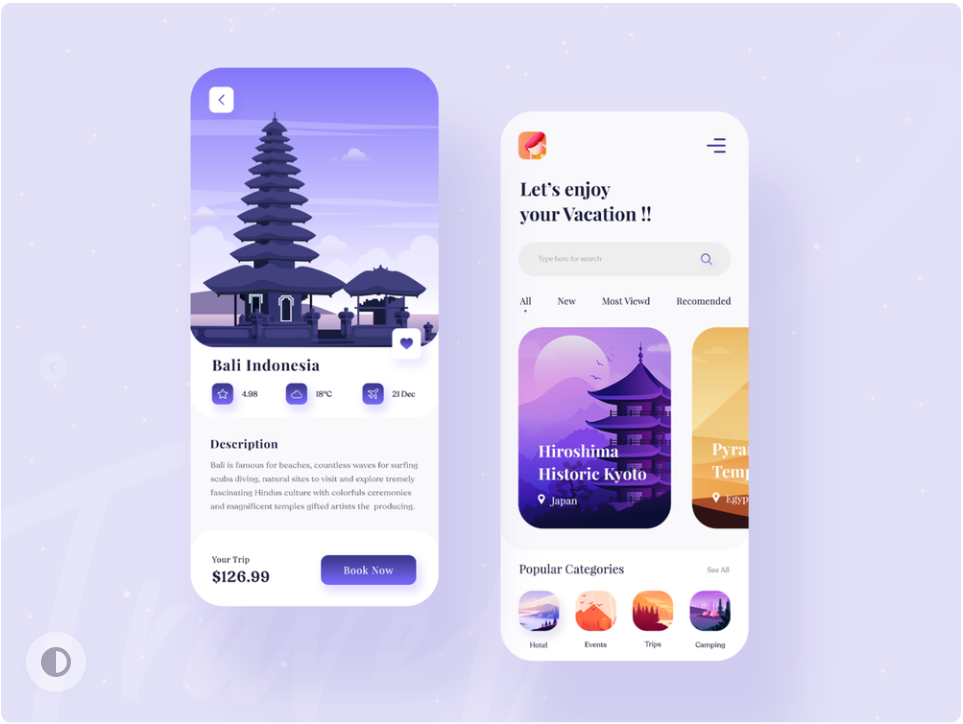 Bali Indonesia
4.98
18°C
21 Dec
Description
Bali is famous for beaches, countless waves for surfing
scuba diving, natural sites to visit and explore tremely
fascinating Hindus culture with colorfuls ceremonies
and magnificent temples gifted artists the producing.
Your Trip
$126.99
Book Now
Let's enjoy
your Vacation !!
Type here for search
All New Most Viewd Recomended
Hiroshima
Historic Kyoto
Japan
Pyra
Temp
Egyp
Popular Categories
See All
Hotel Events Trips Camping